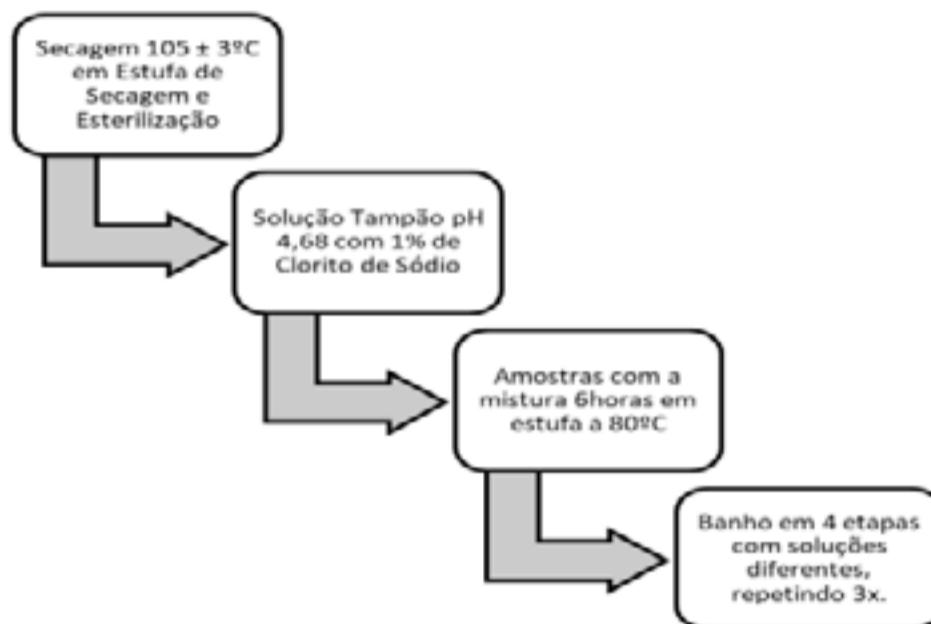 Secagem 105 ± 3ºC
em Estufa de
Secagem e
Esterilização
Solução Tampão pH
4,68 com 1% de
Clorito de Sódio
Amostras com a
mistura 6horas em
estufa a 80ºC
Banho em 4 etapas
com soluções
diferentes,
repetindo 3x.